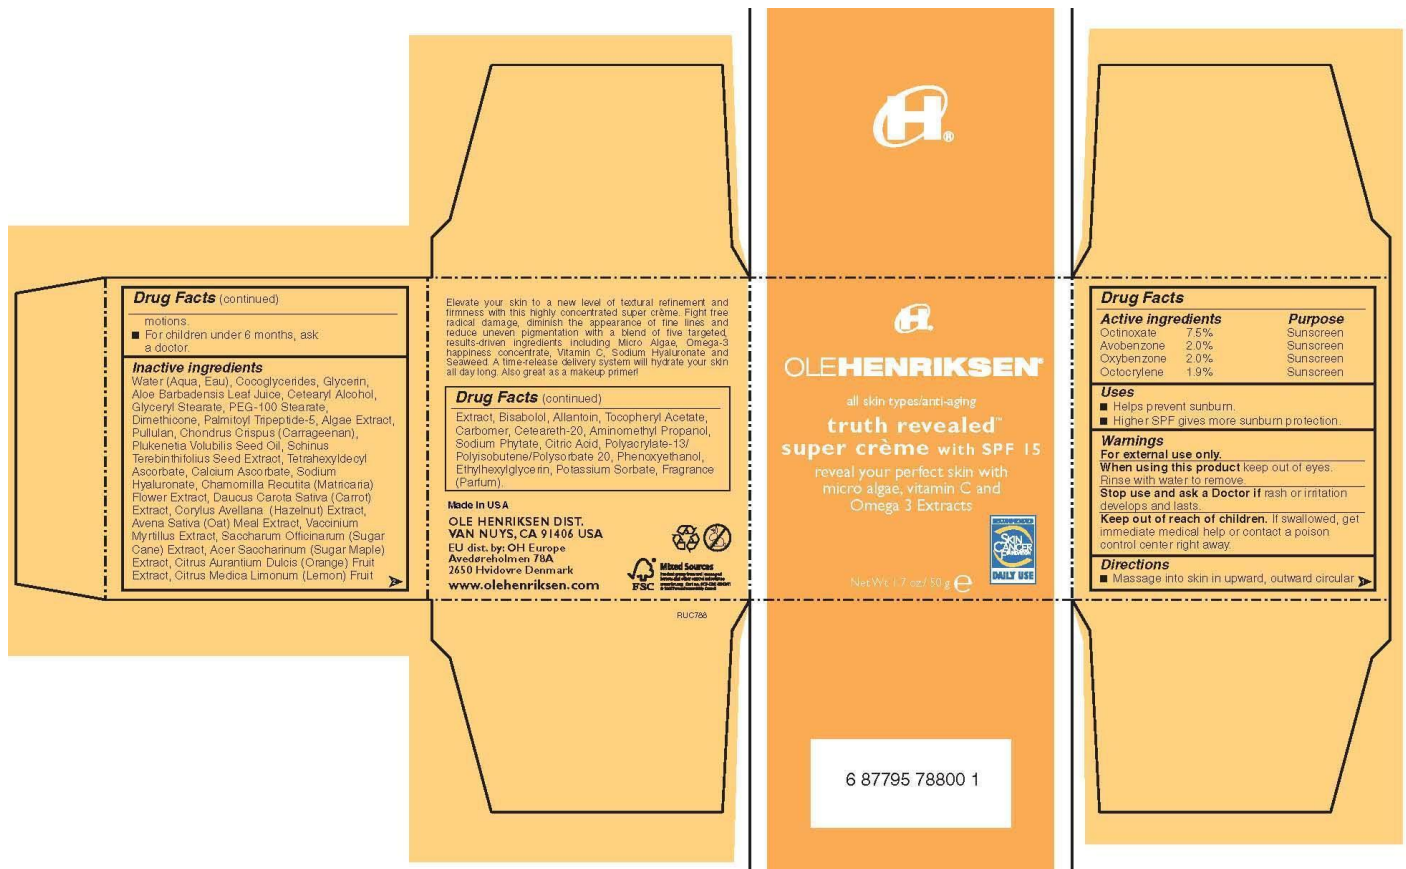 H®
Drug Facts (continued)
motions.
■ For children under 6 months, ask
a doctor.
Inactive ingredients
Water (Aqua, Eau), Cocoglycerides, Glycerin,
Aloe Barbadensis Leaf Juice, Cetearyl Alcohol,
Glyceryl Stearate, PEG-100 Stearate,
Dimethicone, Palmitoyl Tripeptide-5, Algae Extract,
Pullulan, Chondrus Crispus (Carrageenan),
Plukenetia Volubilis Seed Oil, Schinus
Terebinthifolius Seed Extract, Tetrahexyldecyl
Ascorbate, Calcium Ascorbate, Sodium
Hyaluronate, Chamomilla Recutita (Matricaria)
Flower Extract, Daucus Carota Sativa (Carrot)
Extract, Corylus Avellana (Hazelnut) Extract,
Avena Sativa (Oat) Meal Extract, Vaccinium
Myrtillus Extract, Saccharum Officinarum (Sugar
Cane) Extract, Acer Saccharinum (Sugar Maple)
Extract, Citrus Aurantium Dulcis (Orange) Fruit
Extract, Citrus Medica Limonum (Lemon) Fruit
Elevate your skin to a new level of textural refinement and
firmness with this highly concentrated super crème. Fight free
radical damage, diminish the appearance of fine lines and
reduce uneven pigmentation with a blend of five targeted,
results-driven ingredients including Micro Algae, Omega-3
happiness concentrate, Vitamin C, Sodium Hyaluronate and
Seaweed. A time-release delivery system will hydrate your skin
all day long. Also great as a makeup primer!
Drug Facts (continued)
Extract, Bisabolol, Allantoin, Tocopheryl Acetate,
Carbomer, Ceteareth-20, Aminomethyl Propanol,
Sodium Phytate, Citric Acid, Polyacrylate-13/
Polyisobutene/Polysorbate 20, Phenoxyethanol,
Ethylhexylglycerin, Potassium Sorbate, Fragrance
(Parfum).
Made in USA
OLE HENRIKSEN DIST.
VAN NUYS, CA 91406 USA
EU dist. by: OH Europe
Avedøreholmen 78A
2650 Hvidovre Denmark
www.olehenriksen.com
FSC
Mixed Sources
RUC788
H®
OLEHENRIKSEN®
all skin types/anti-aging
truth revealed™
super crème with SPF 15
reveal your perfect skin with
micro algae, vitamin C and
Omega 3 Extracts
SKIN
CANCER
FOUNDATION
DAILY USE
Net Wt 1.7 oz/ 50 g e
6 87795 78800 1
Drug Facts
Active ingredients Purpose
Octinoxate 7.5% Sunscreen
Avobenzone 2.0% Sunscreen
Oxybenzone 2.0% Sunscreen
Octocrylene 1.9% Sunscreen
Uses
■ Helps prevent sunburn.
■ Higher SPF gives more sunburn protection.
Warnings
For external use only.
When using this product keep out of eyes.
Rinse with water to remove.
Stop use and ask a Doctor if rash or irritation
develops and lasts.
Keep out of reach of children. If swallowed, get
immediate medical help or contact a poison
control center right away.
Directions
■ Massage into skin in upward, outward circular